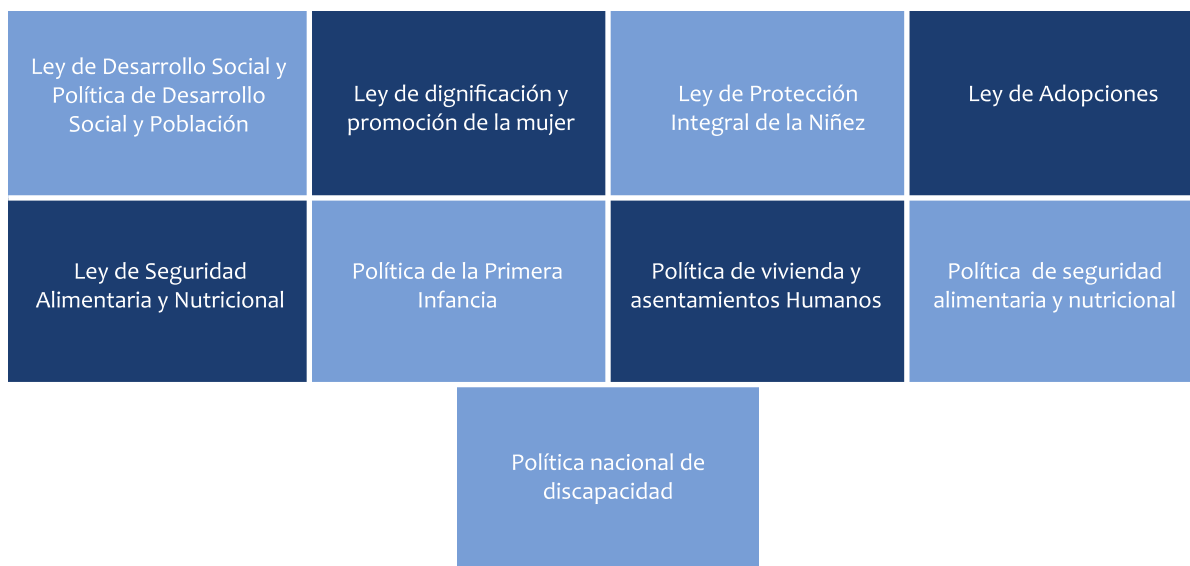 Ley de Desarrollo Social y
Política de Desarrollo
Social y Población
Ley de dignificación y
promoción de la mujer
Ley de Protección
Integral de la Niñez
Ley de Adopciones
Ley de Seguridad
Alimentaria y Nutricional
Política de la Primera
Infancia
Política de vivienda y
asentamientos Humanos
Política  de seguridad
alimentaria y nutricional
Política nacional de
discapacidad